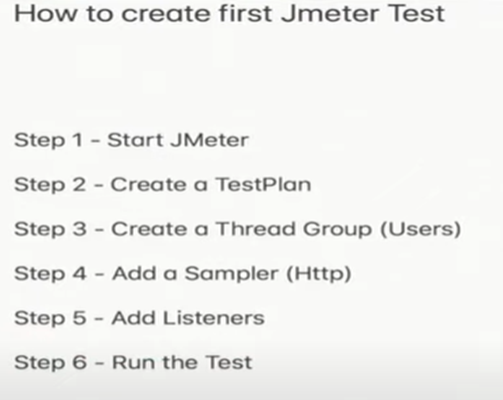 How to create first Jmeter Test
Step 1 - Start JMeter
Step 2 - Create a TestPlan
Step 3 - Create a Thread Group (Users)
Step 4 - Add a Sampler (Http)
Step 5 - Add Listeners
Step 6 - Run the Test